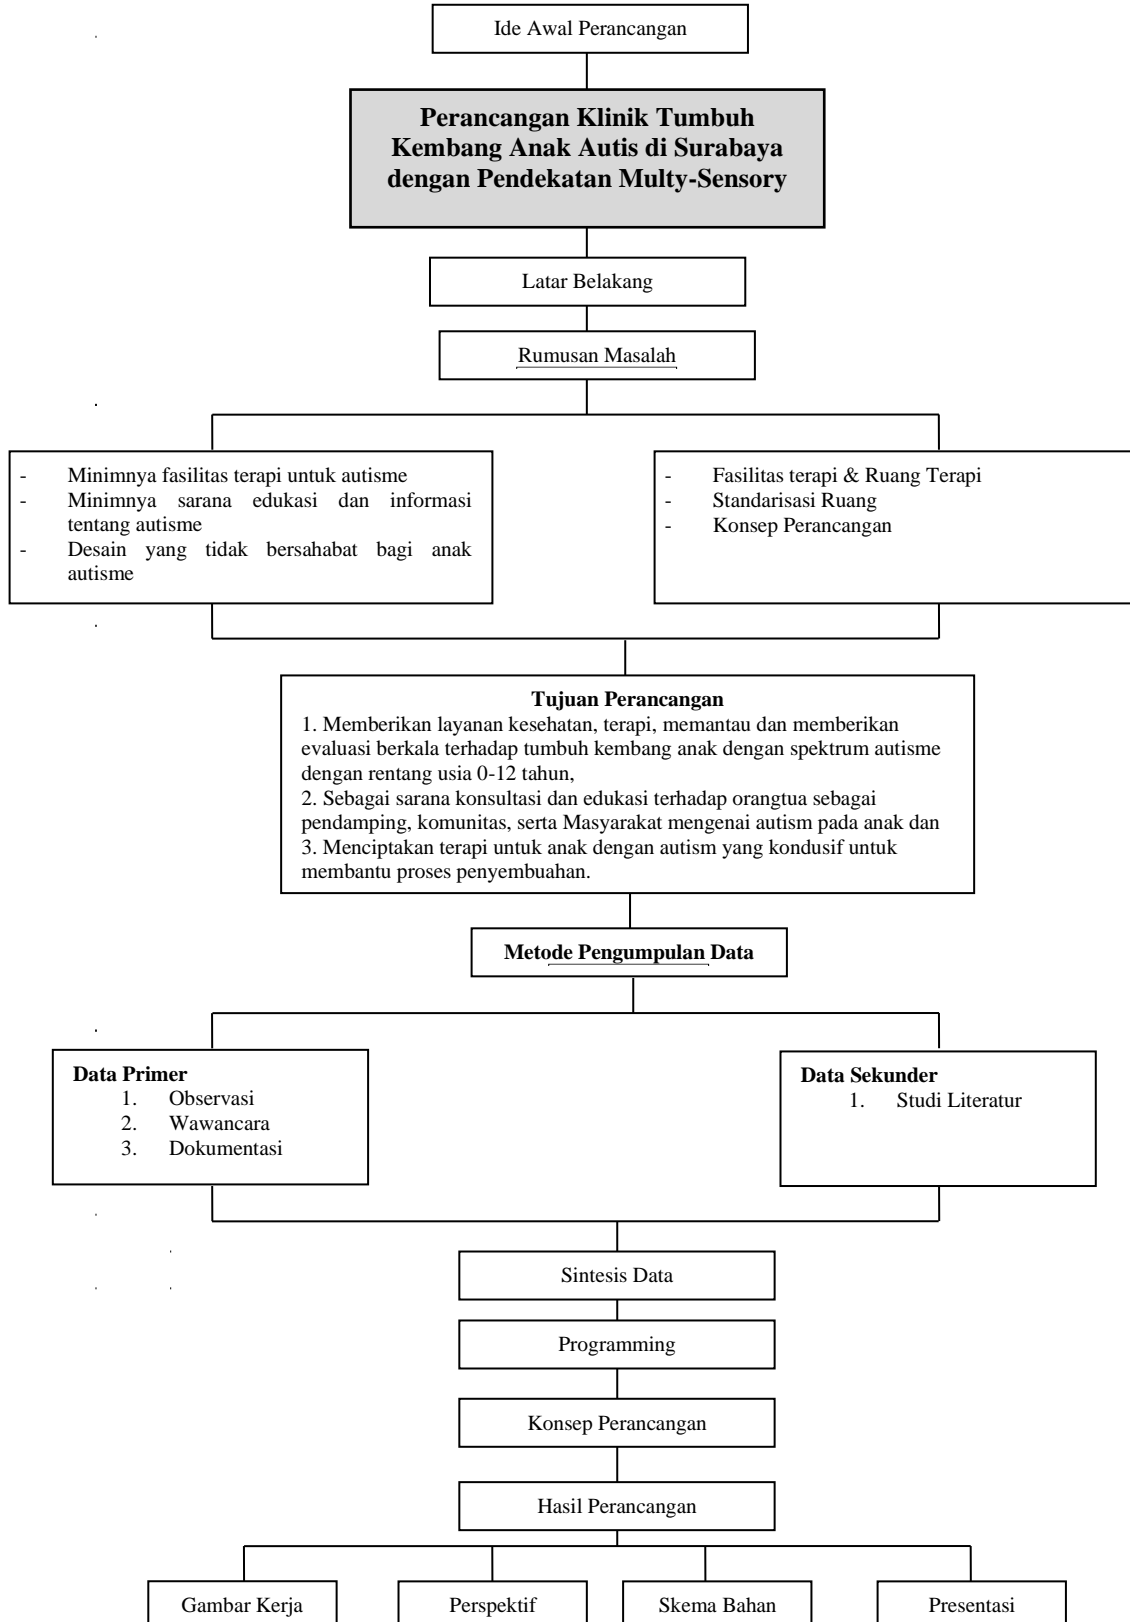 Ide Awal Perancangan
Perancangan Klinik Tumbuh
Kembang Anak Autis di Surabaya
dengan Pendekatan Multy-Sensory
Latar Belakang
Rumusan Masalah
- Minimnya fasilitas terapi untuk autisme
- Minimnya sarana edukasi dan informasi
tentang autisme
- Desain yang tidak bersahabat bagi anak
autisme
- Fasilitas terapi & Ruang Terapi
- Standarisasi Ruang
- Konsep Perancangan
Tujuan Perancangan
1. Memberikan layanan kesehatan, terapi, memantau dan memberikan
evaluasi berkala terhadap tumbuh kembang anak dengan spektrum autisme
dengan rentang usia 0-12 tahun,
2. Sebagai sarana konsultasi dan edukasi terhadap orangtua sebagai
pendamping, komunitas, serta Masyarakat mengenai autism pada anak dan
3. Menciptakan terapi untuk anak dengan autism yang kondusif untuk
membantu proses penyembuahan.
Metode Pengumpulan Data
Data Primer
1. Observasi
2. Wawancara
3. Dokumentasi
Data Sekunder
1. Studi Literatur
Sintesis Data
Programming
Konsep Perancangan
Hasil Perancangan
Gambar Kerja
Perspektif
Skema Bahan
Presentasi